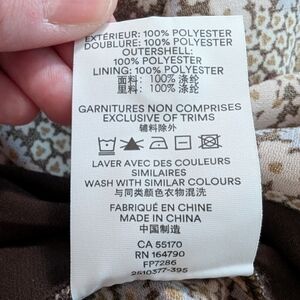 EXTÉRIEUR: 100% POLYESTER
DOUBLURE: 100% POLYESTER
OUTERSHELL:
100% POLYESTER
LINING: 100% POLYESTER
面料: 100% 涤纶
里料: 100% 涤纶
GARNITURES NON COMPRISES
EXCLUSIVE OF TRIMS
辅料除外
LAVER AVEC DES COULEURS
SIMILAIRES
WASH WITH SIMILAR COLOURS
与同类颜色衣物混洗
FABRIQUÉ EN CHINE
MADE IN CHINA
中国制造
CA 55170
RN 164790
FP7286
2510377-395